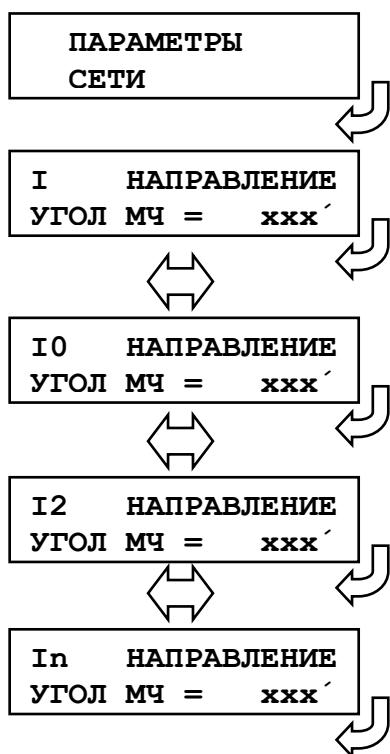 ПАРАМЕТРЫ
СЕТИ
I НАПРАВЛЕНИЕ
УГОЛ МЧ = xxx´
I0 НАПРАВЛЕНИЕ
УГОЛ МЧ = xxx´
I2 НАПРАВЛЕНИЕ
УГОЛ МЧ = xxx´
In НАПРАВЛЕНИЕ
УГОЛ МЧ = xxx´